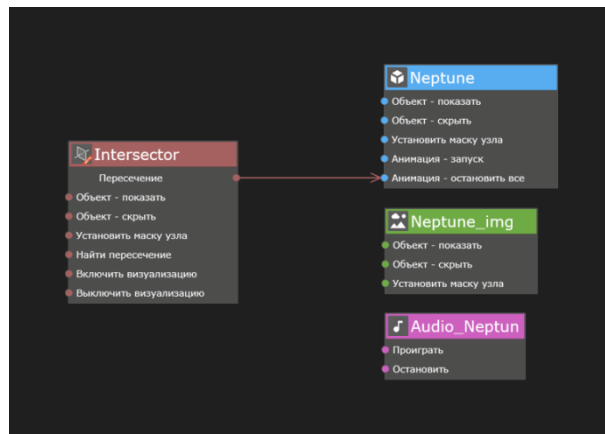 Neptune
Объект - показать
Объект - скрыть
Установить маску узла
Анимация - запуск
Анимация - остановить все
Intersector
Пересечение
Объект - показать
Объект - скрыть
Установить маску узла
Найти пересечение
Включить визуализацию
Выключить визуализацию
Neptune_img
Объект - показать
Объект - скрыть
Установить маску узла
Audio_Neptun
Проиграть
Остановить